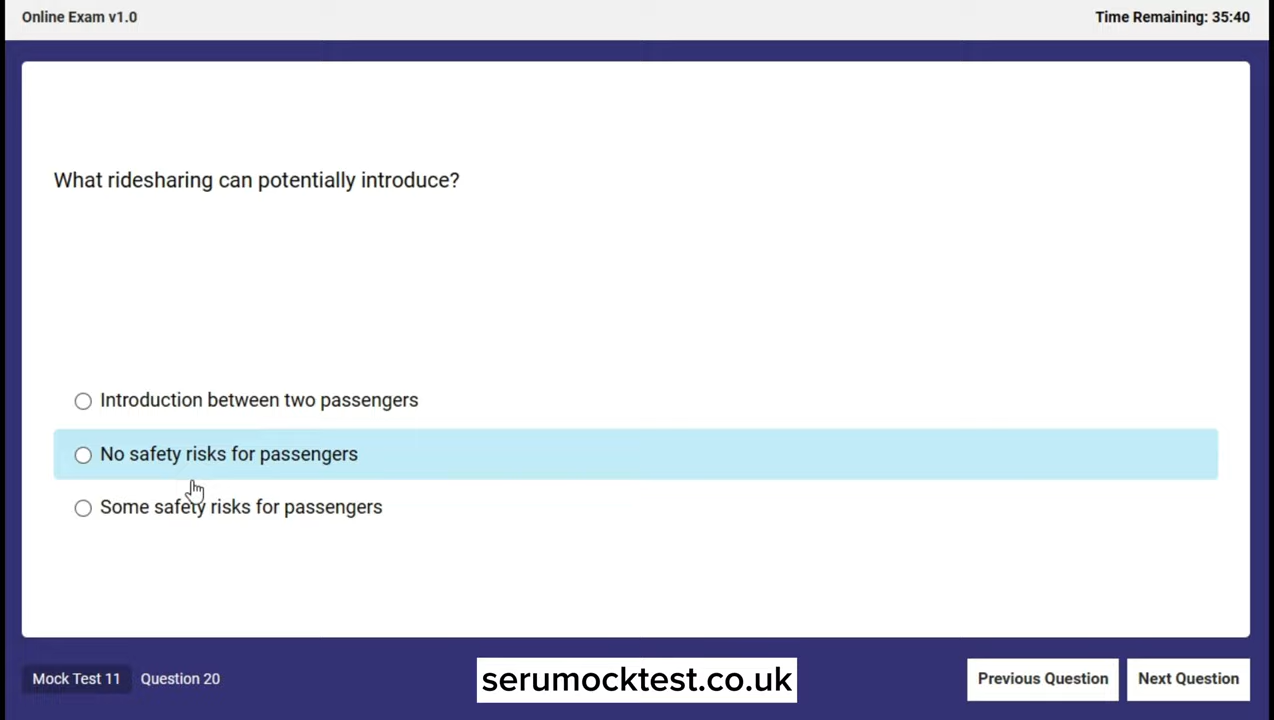 Online Exam v1.0
Time Remaining: 35:40
What ridesharing can potentially introduce?
Introduction between two passengers
No safety risks for passengers
Some safety risks for passengers
Mock Test 11
Question 20
serumocktest.co.uk
Previous Question
Next Question